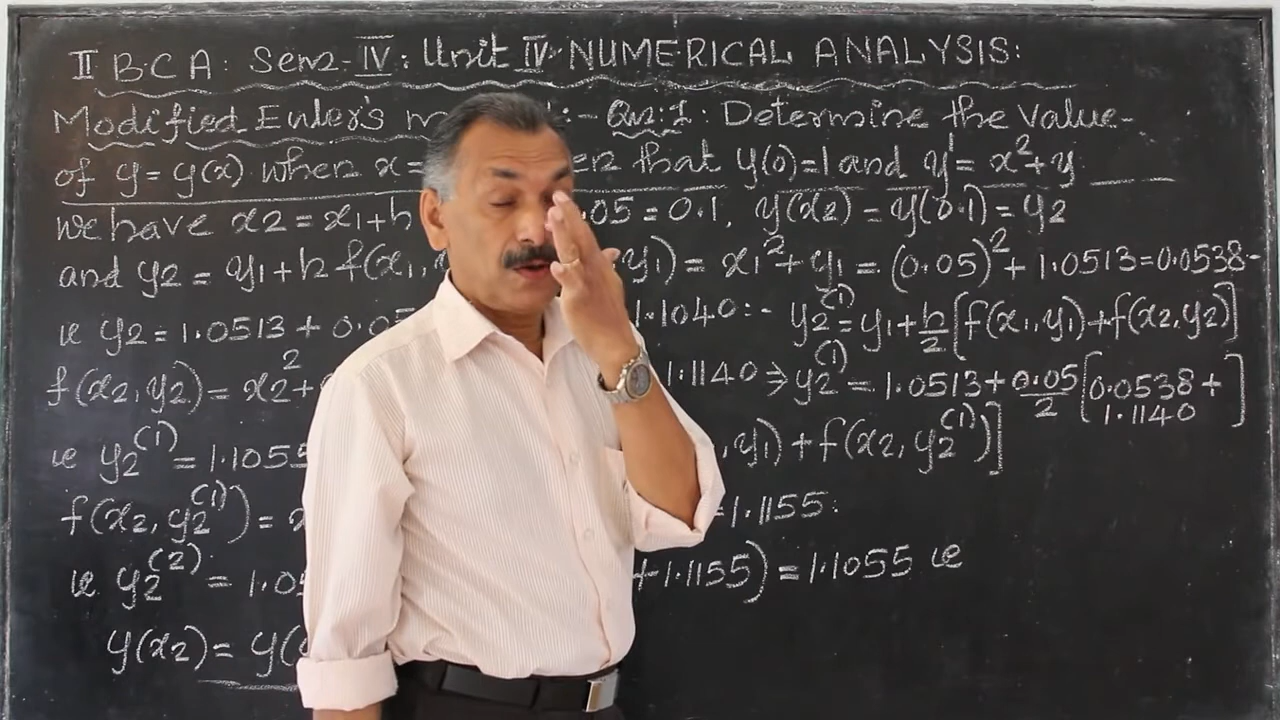 II B.C A: Sem-IV: Unit IV NUMERICAL ANALYSIS:
Modified Euler's :- Qn:1: Determine the value
of y=y(x) when x= that y(0)=1 and y'=x²+y
we have x2=x1+h .05=0.1, y(x2)=y(0.1)=y2
and y2=y1+h f(x1, y1)=x1²+y1=(0.05)²+1.0513=0.0538-
ie y2=1.0513+0.05 1.1040:- y2^(1)=y1+h/2[f(x1,y1)+f(x2,y2)]
f(x2,y2)=x2²+ 1.1140⇒y2^(1)=1.0513+0.05/2[0.0538+1.1140]
ie y2^(1)=1.1055 ,y1)+f(x2,y2^(1))]
f(x2,y2^(1))= =1.1155:
ie y2^(2)=1.05 +1.1155)=1.1055 ie
y(x2)=y(